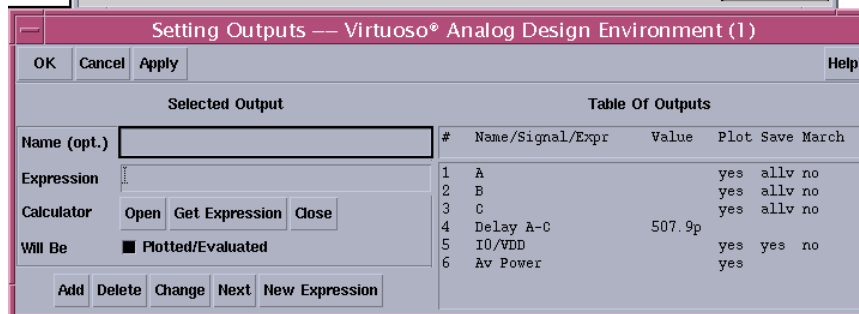 Setting Outputs -- Virtuoso® Analog Design Environment (1)
OK Cancel Apply Help
Selected Output
Name (opt.)
Expression
Calculator Open Get Expression Close
Will Be Plotted/Evaluated
Add Delete Change Next New Expression
Table Of Outputs
# Name/Signal/Expr Value Plot Save March
1 A yes allv no
2 B yes allv no
3 C yes allv no
4 Delay A-C 507.9p
5 I0/VDD yes yes no
6 Av Power yes